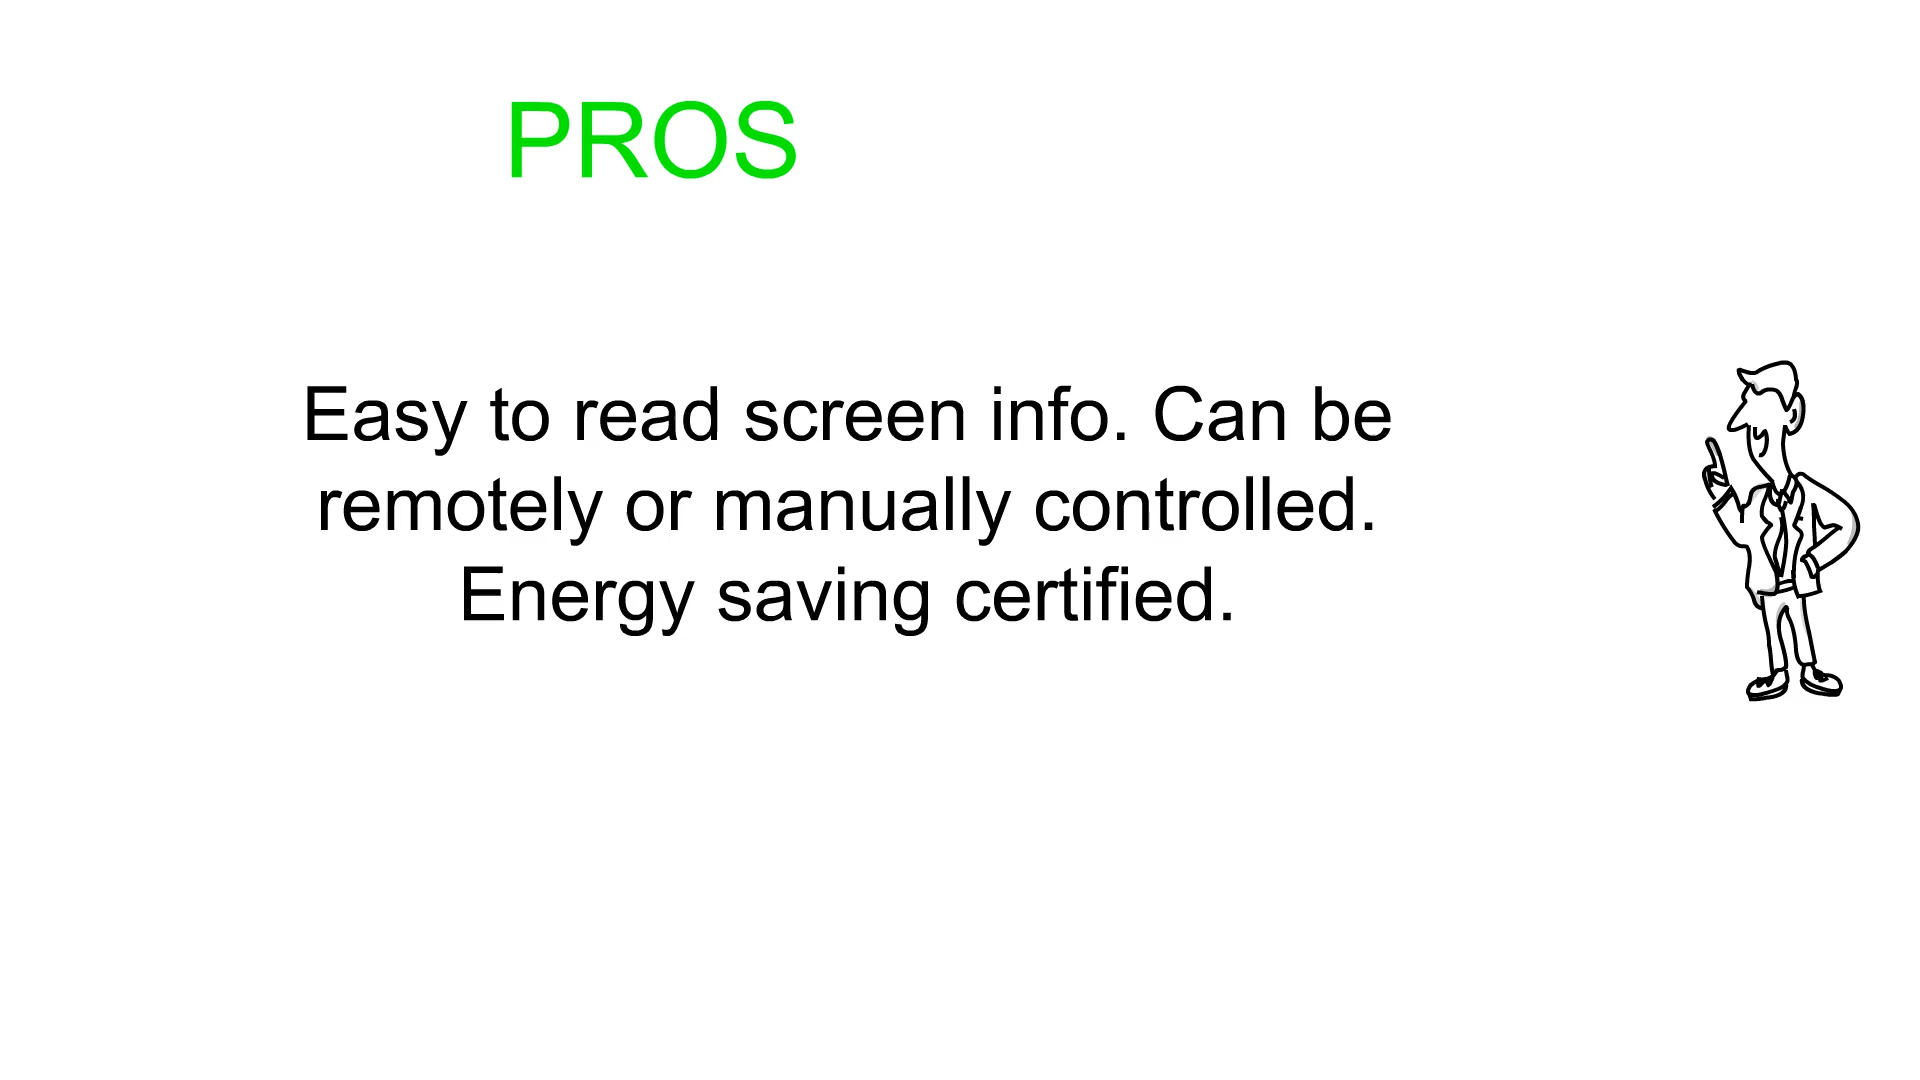 PROS
Easy to read screen info. Can be
remotely or manually controlled.
Energy saving certified.